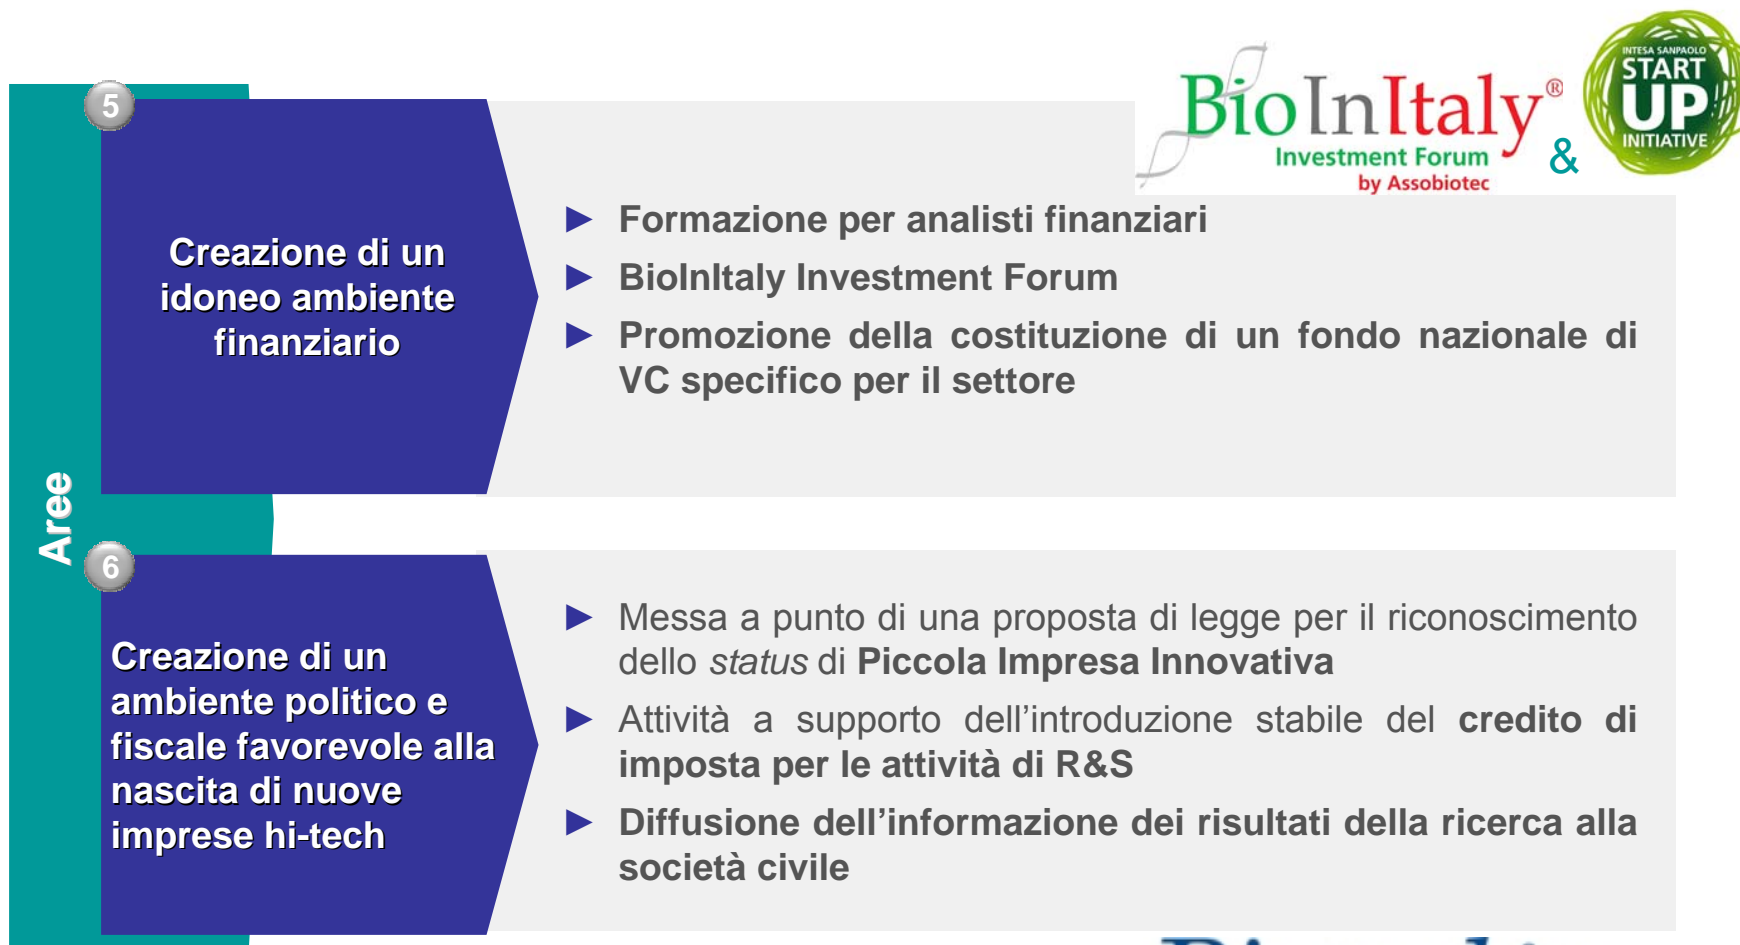 BioInItaly®
Investment Forum
by Assobiotec
&
INTESA SANPAOLO
START
UP
INITIATIVE
Aree
5
Creazione di un
idoneo ambiente
finanziario
► Formazione per analisti finanziari
► BioInItaly Investment Forum
► Promozione della costituzione di un fondo nazionale di
VC specifico per il settore
6
Creazione di un
ambiente politico e
fiscale favorevole alla
nascita di nuove
imprese hi-tech
► Messa a punto di una proposta di legge per il riconoscimento
dello status di Piccola Impresa Innovativa
► Attività a supporto dell’introduzione stabile del credito di
imposta per le attività di R&S
► Diffusione dell’informazione dei risultati della ricerca alla
società civile